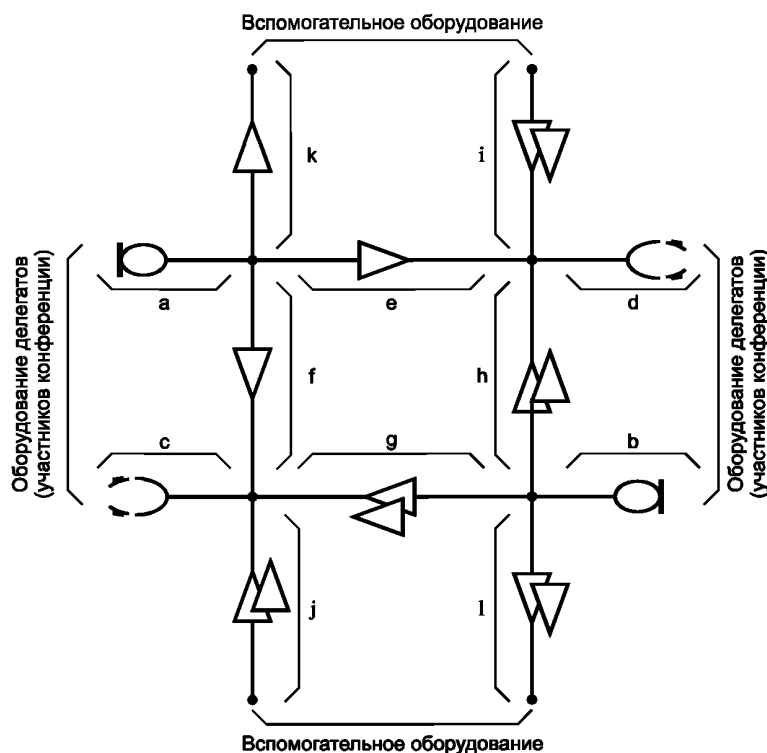 Вспомогательное оборудование
k
i
Оборудование делегатов
(участников конференции)
a
e
d
Оборудование делегатов
(участников конференции)
f
h
c
g
b
j
l
Вспомогательное оборудование